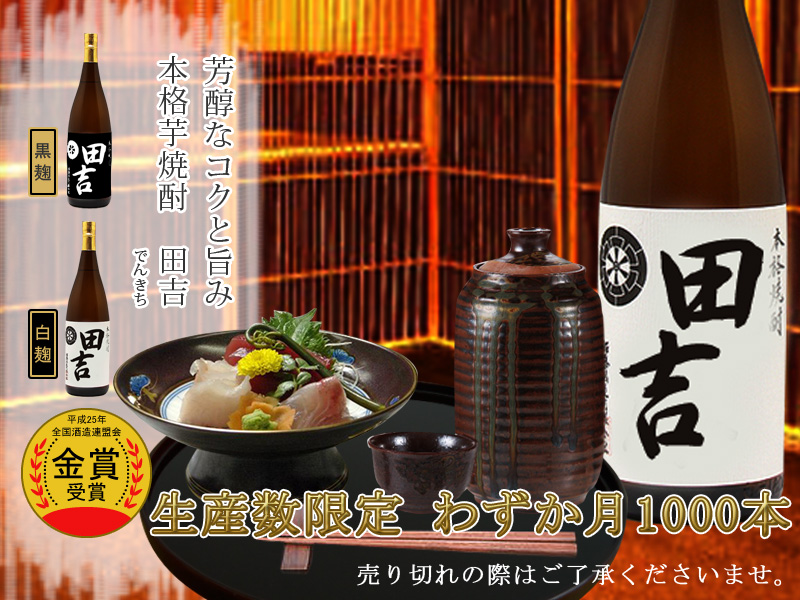 芳醇なコクと旨み
本格芋焼酎 田吉
でんきち
黒麹
田吉
白麹
田吉
本格焼酎
田吉
平成25年
全国酒造連盟会
金賞
受賞
生産数限定 わずか月1000本
売り切れの際はご了承くださいませ。